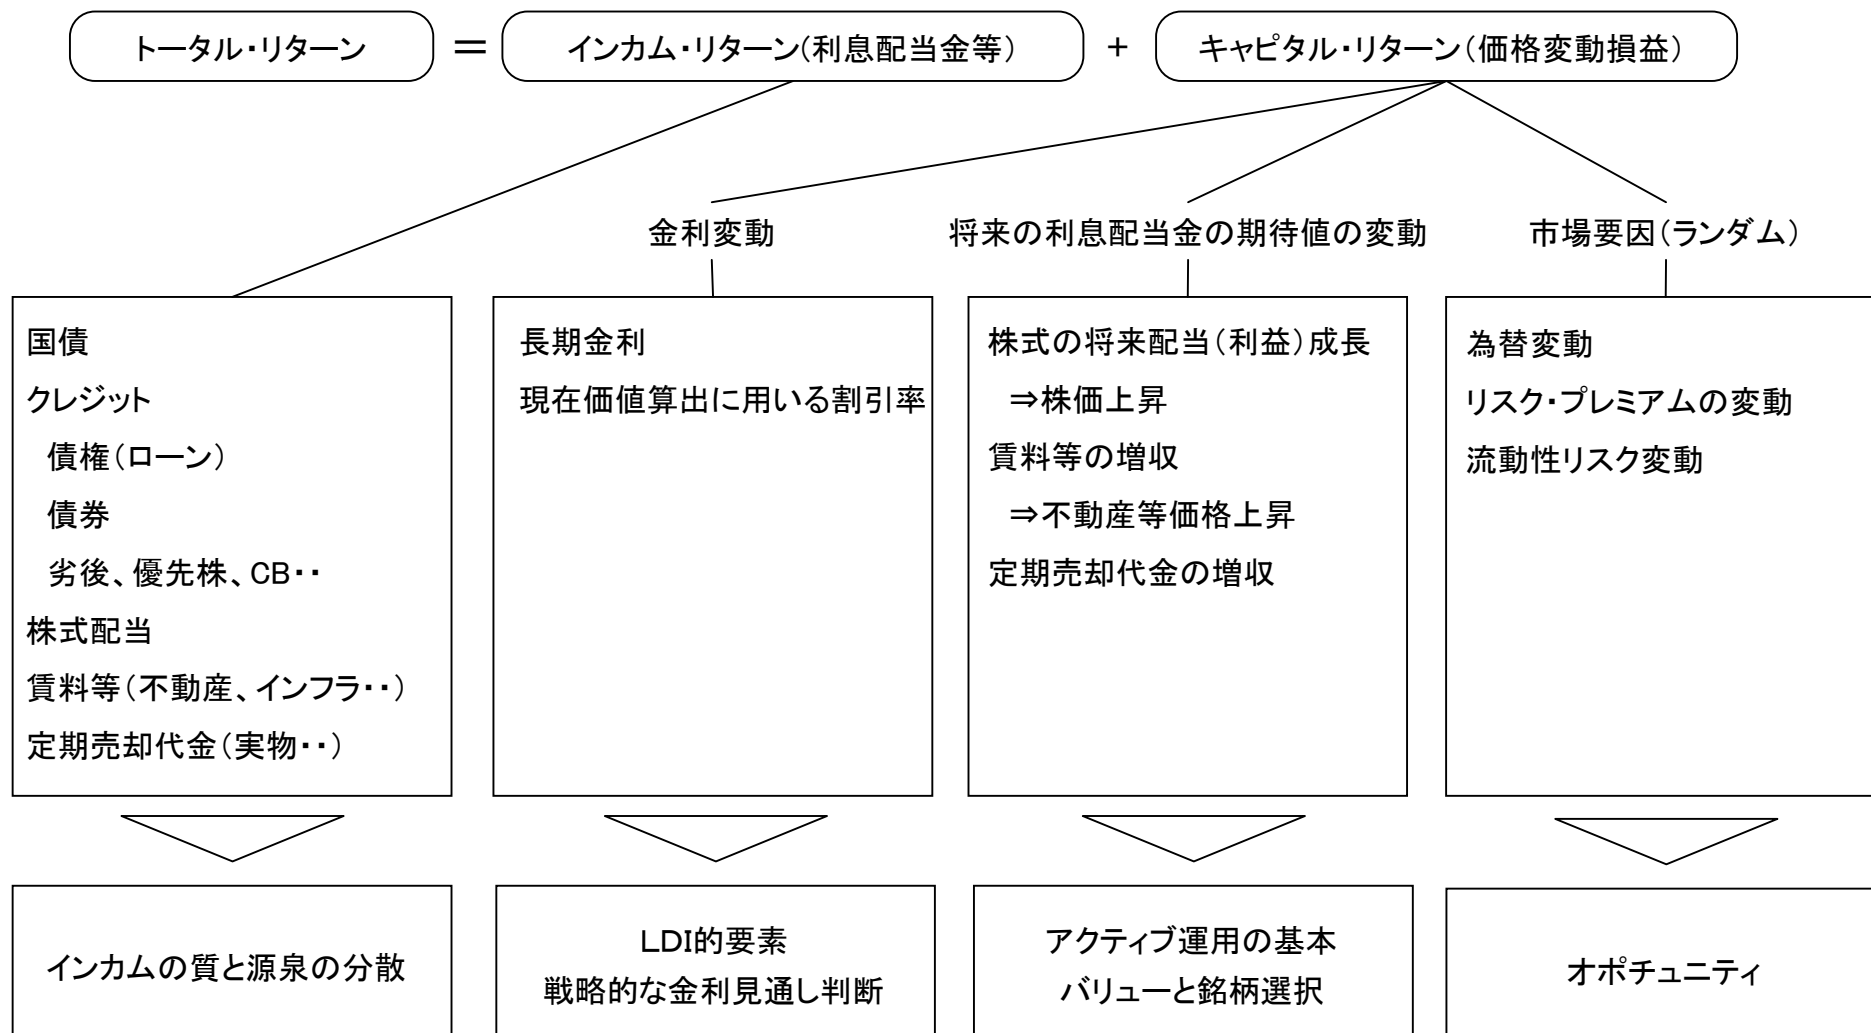 トータル・リターン ＝ インカム・リターン(利息配当金等) + キャピタル・リターン(価格変動損益)
金利変動
将来の利息配当金の期待値の変動
市場要因(ランダム)
国債
クレジット
債権(ローン)
債券
劣後、優先株、CB・・
株式配当
賃料等(不動産、インフラ・・)
定期売却代金(実物・・)
長期金利
現在価値算出に用いる割引率
株式の将来配当(利益)成長
⇒株価上昇
賃料等の増収
⇒不動産等価格上昇
定期売却代金の増収
為替変動
リスク・プレミアムの変動
流動性リスク変動
インカムの質と源泉の分散
LDI的要素
戦略的な金利見通し判断
アクティブ運用の基本
バリューと銘柄選択
オポチュニティ